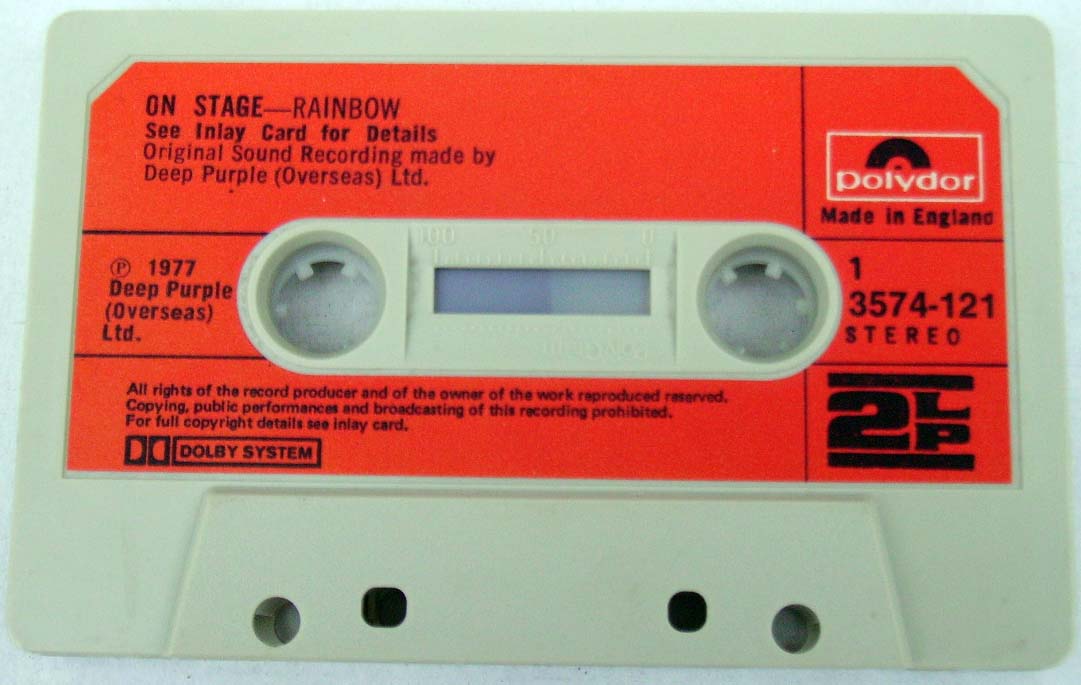 ON STAGE—RAINBOW
See Inlay Card for Details
Original Sound Recording made by
Deep Purple (Overseas) Ltd.
polydor
Made in England
100 50 0
℗ 1977
Deep Purple
(Overseas)
Ltd.
1
3574-121
STEREO
All rights of the record producer and of the owner of the work reproduced reserved.
Copying, public performances and broadcasting of this recording prohibited.
For full copyright details see inlay card.
DOLBY SYSTEM
2LP